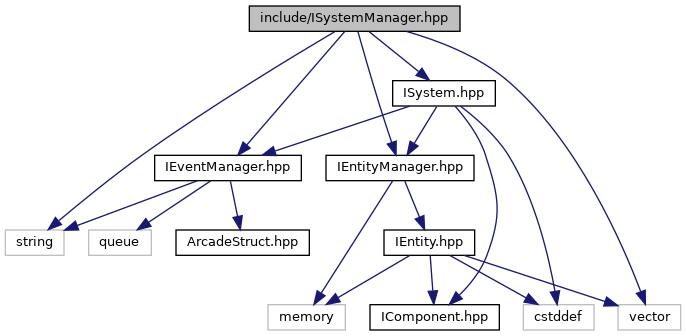 include/ISystemManager.hpp
ISystem.hpp
IEventManager.hpp
IEntityManager.hpp
string
queue
ArcadeStruct.hpp
IEntity.hpp
memory
IComponent.hpp
cstddef
vector